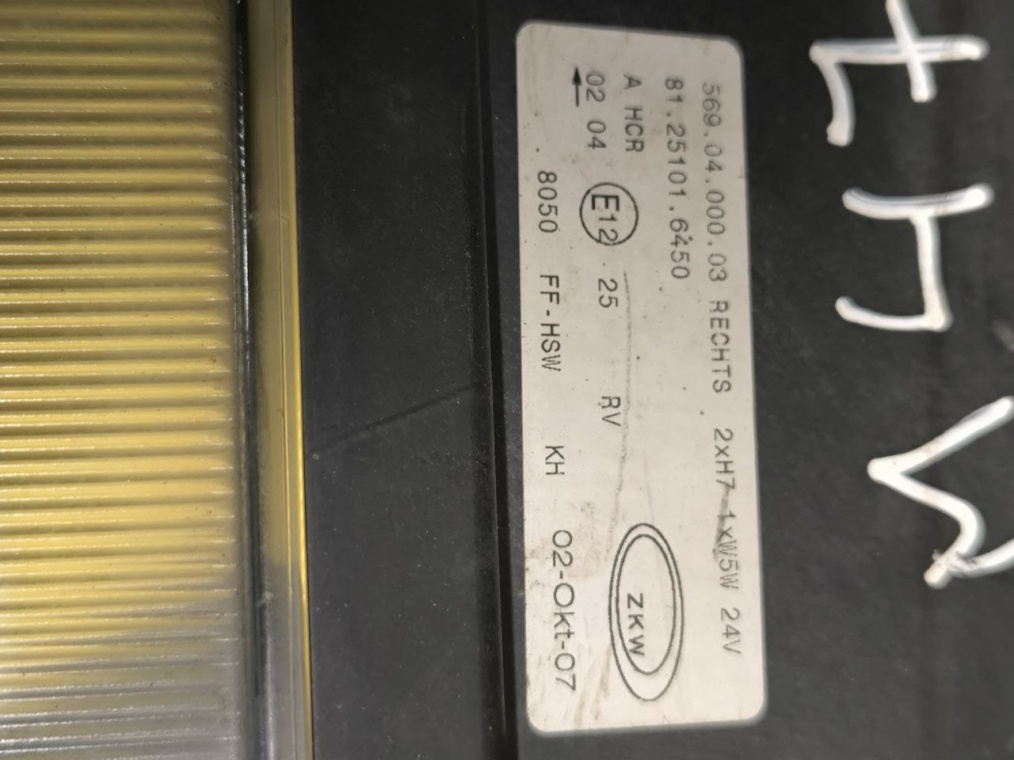 569.04.000.03 RECHTS 2xH7 1xW5W 24V
81.25101.6450
A HCR 25 RV
02 04 E12
8050 FF-HSW KH 02-Okt-07
ZKW